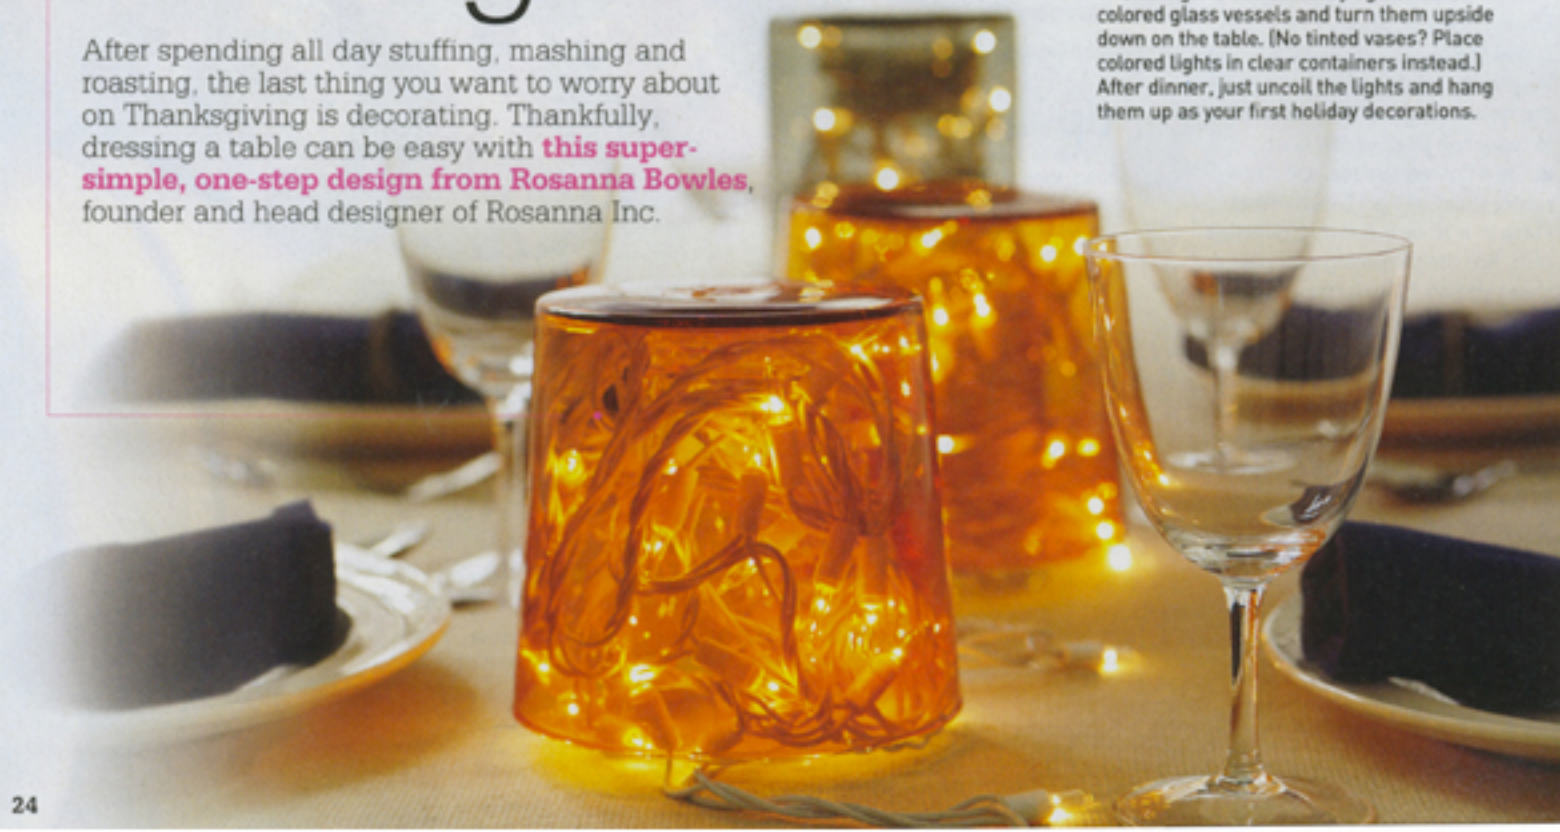 After spending all day stuffing, mashing and
roasting, the last thing you want to worry about
on Thanksgiving is decorating. Thankfully,
dressing a table can be easy with this super-
simple, one-step design from Rosanna Bowles,
founder and head designer of Rosanna Inc.
colored glass vessels and turn them upside
down on the table. (No tinted vases? Place
colored lights in clear containers instead.)
After dinner, just uncoil the lights and hang
them up as your first holiday decorations.
24